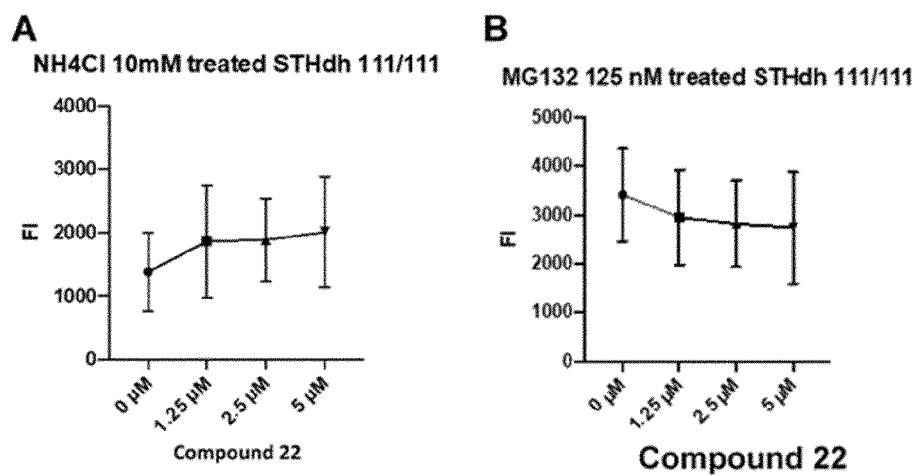 A
NH4Cl 10mM treated STHdh 111/111
4000
3000
2000
1000
0
FI
0 µM
1.25 µM
2.5 µM
5 µM
Compound 22
B
MG132 125 nM treated STHdh 111/111
5000
4000
3000
2000
1000
0
FI
0 µM
1.25 µM
2.5 µM
5 µM
Compound 22